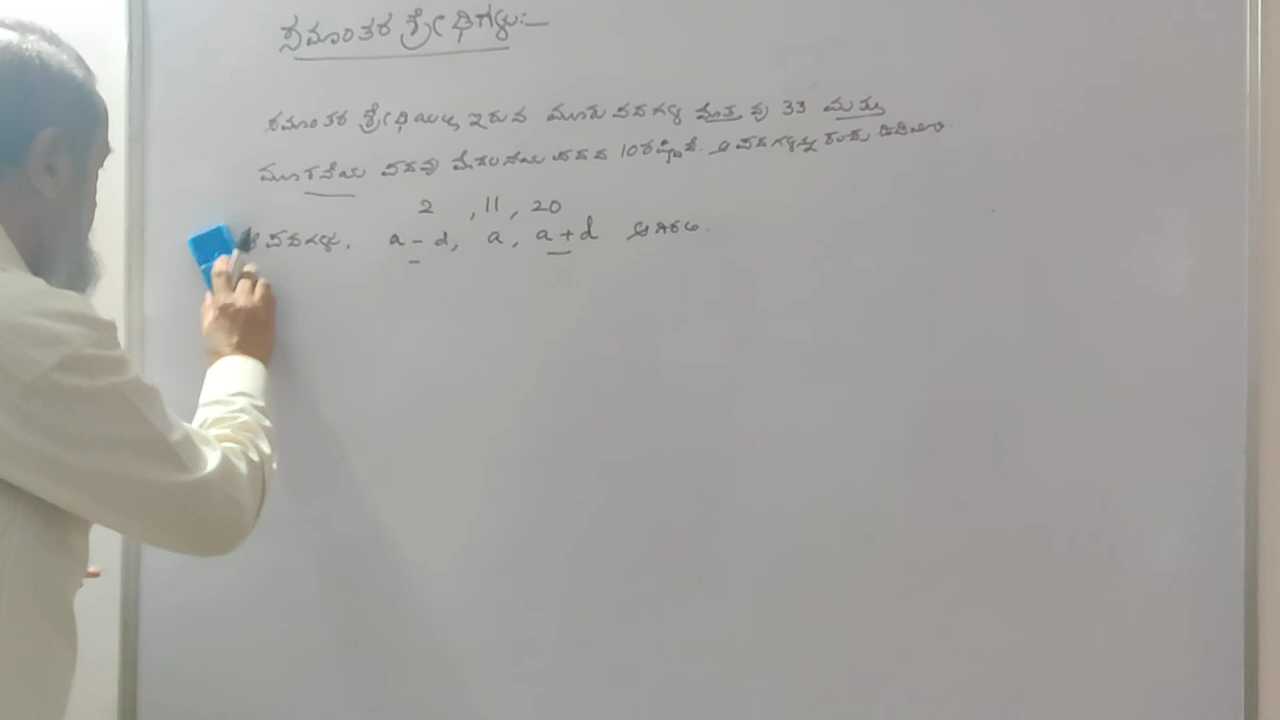 ಸಮಾಂತರ ಶ್ರೇಢಿಗಳು:—
ಸಮಾಂತರ ಶ್ರೇಢಿಯಲ್ಲಿ ಇರುವ ಮೂರು ಪದಗಳ ಮೊತ್ತವು 33 ಮತ್ತು
ಮೂರನೆಯ ಪದವು ಮೊದಲನೆಯ ಪದದ 10ರಷ್ಟಿದೆ. ಆ ಪದಗಳನ್ನು ಕಂಡು ಹಿಡಿಯಿರಿ.
2 , 11 , 20
ಆ ಪದಗಳು, a - d, a, a + d ಆಗಿರಲಿ.